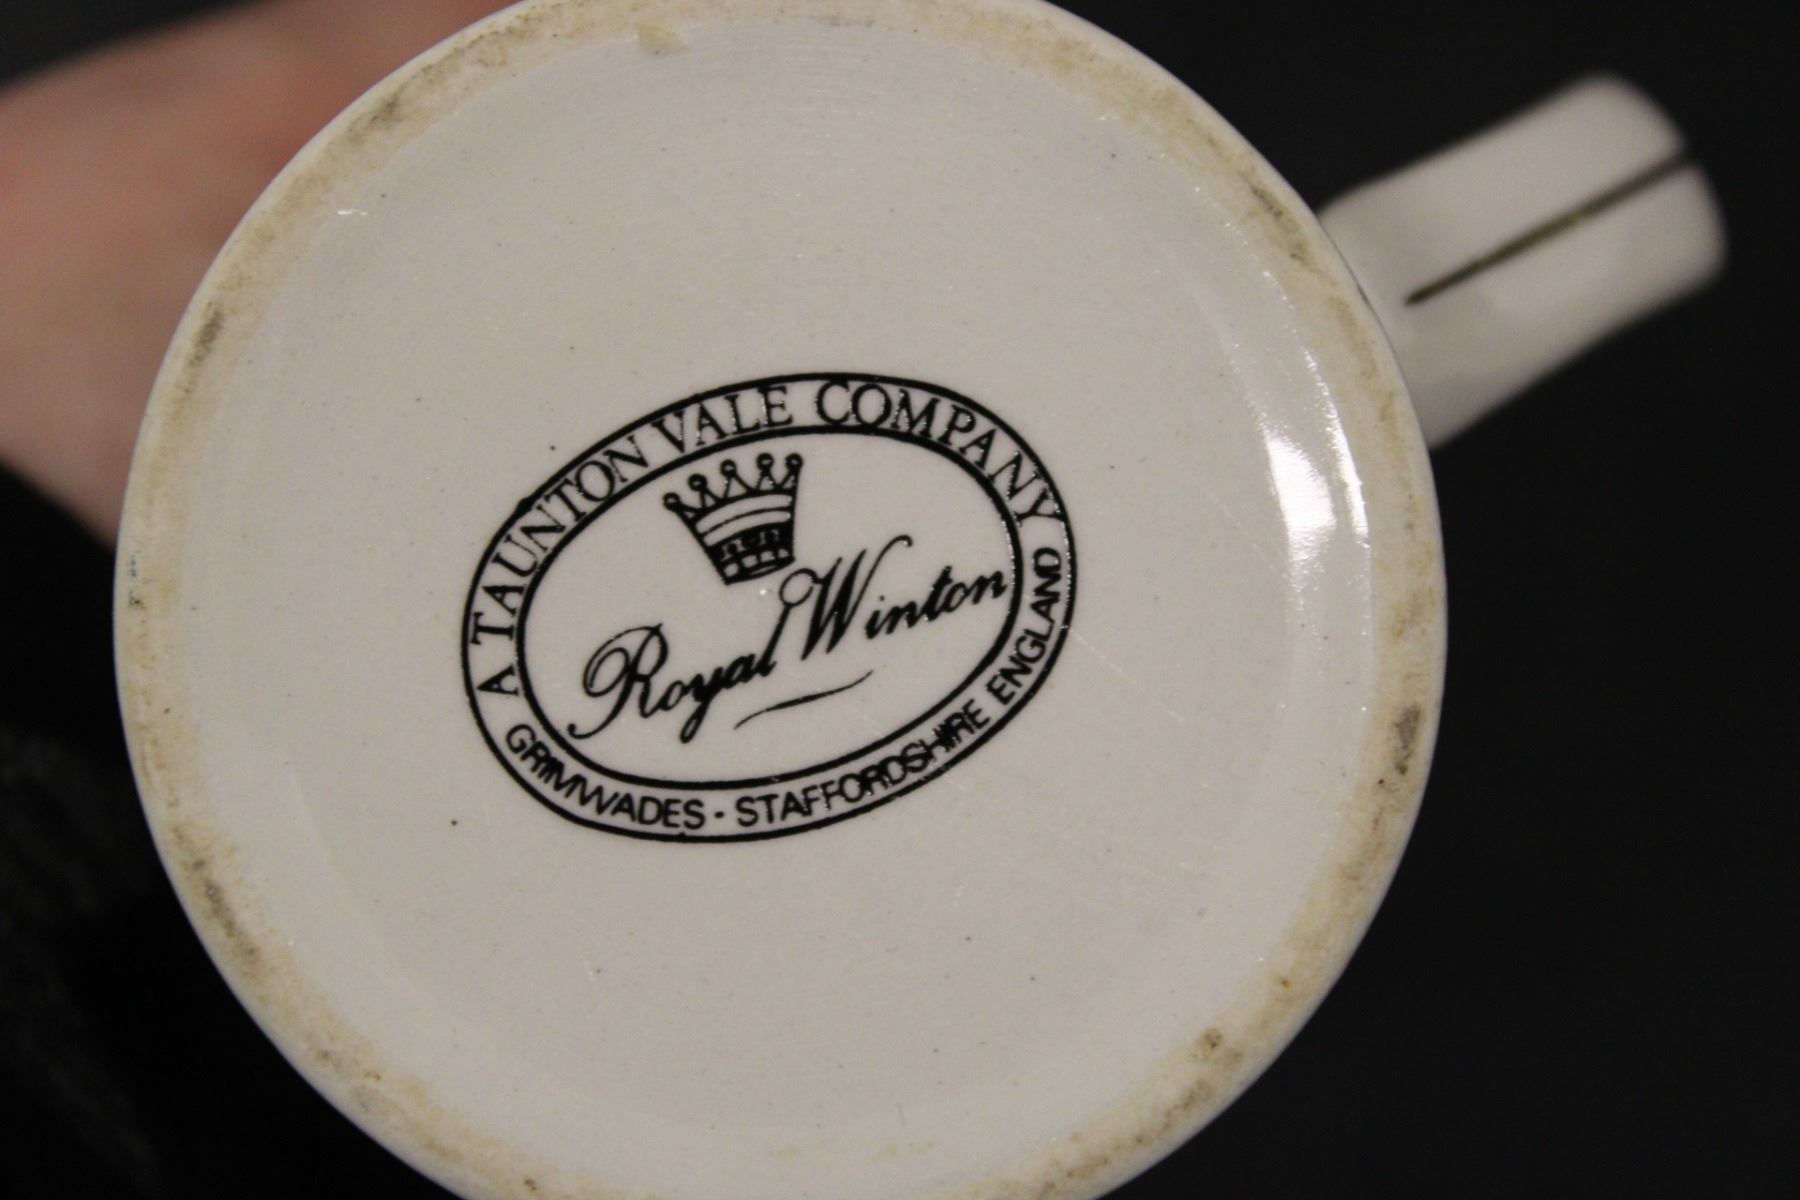 A TAUNTON VALE COMPANY
Royal Winton
GRIMWADES - STAFFORDSHIRE ENGLAND